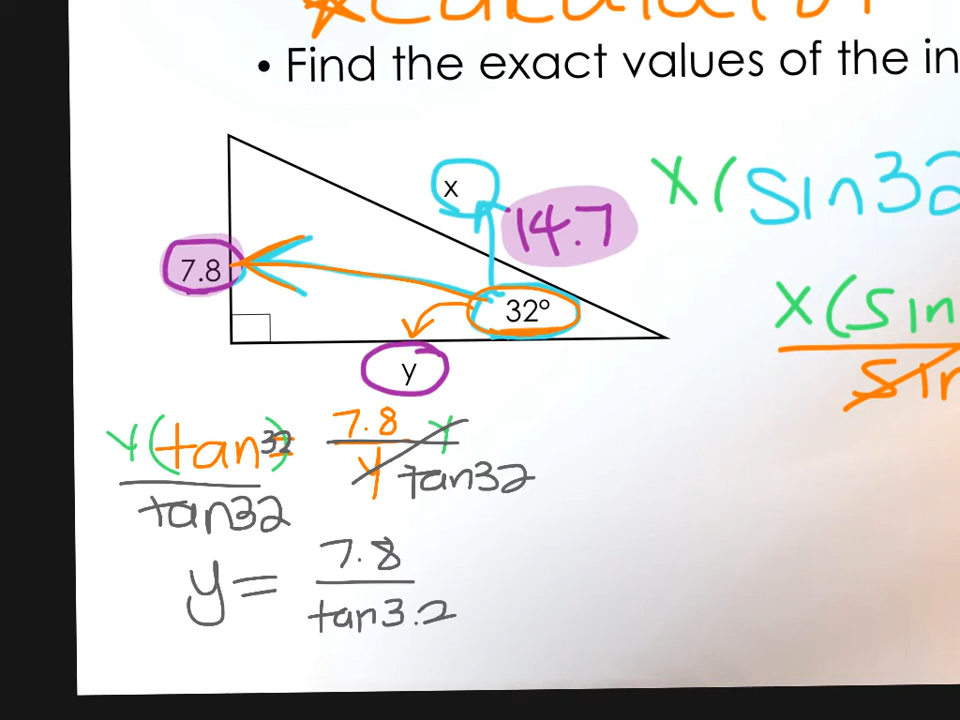 *Calculator
• Find the exact values of the in
x
14.7
x(sin32
7.8
32°
x(sin
sin
y
y(tan32) = 7.8 y
tan32 y tan32
y = 7.8
tan3.2